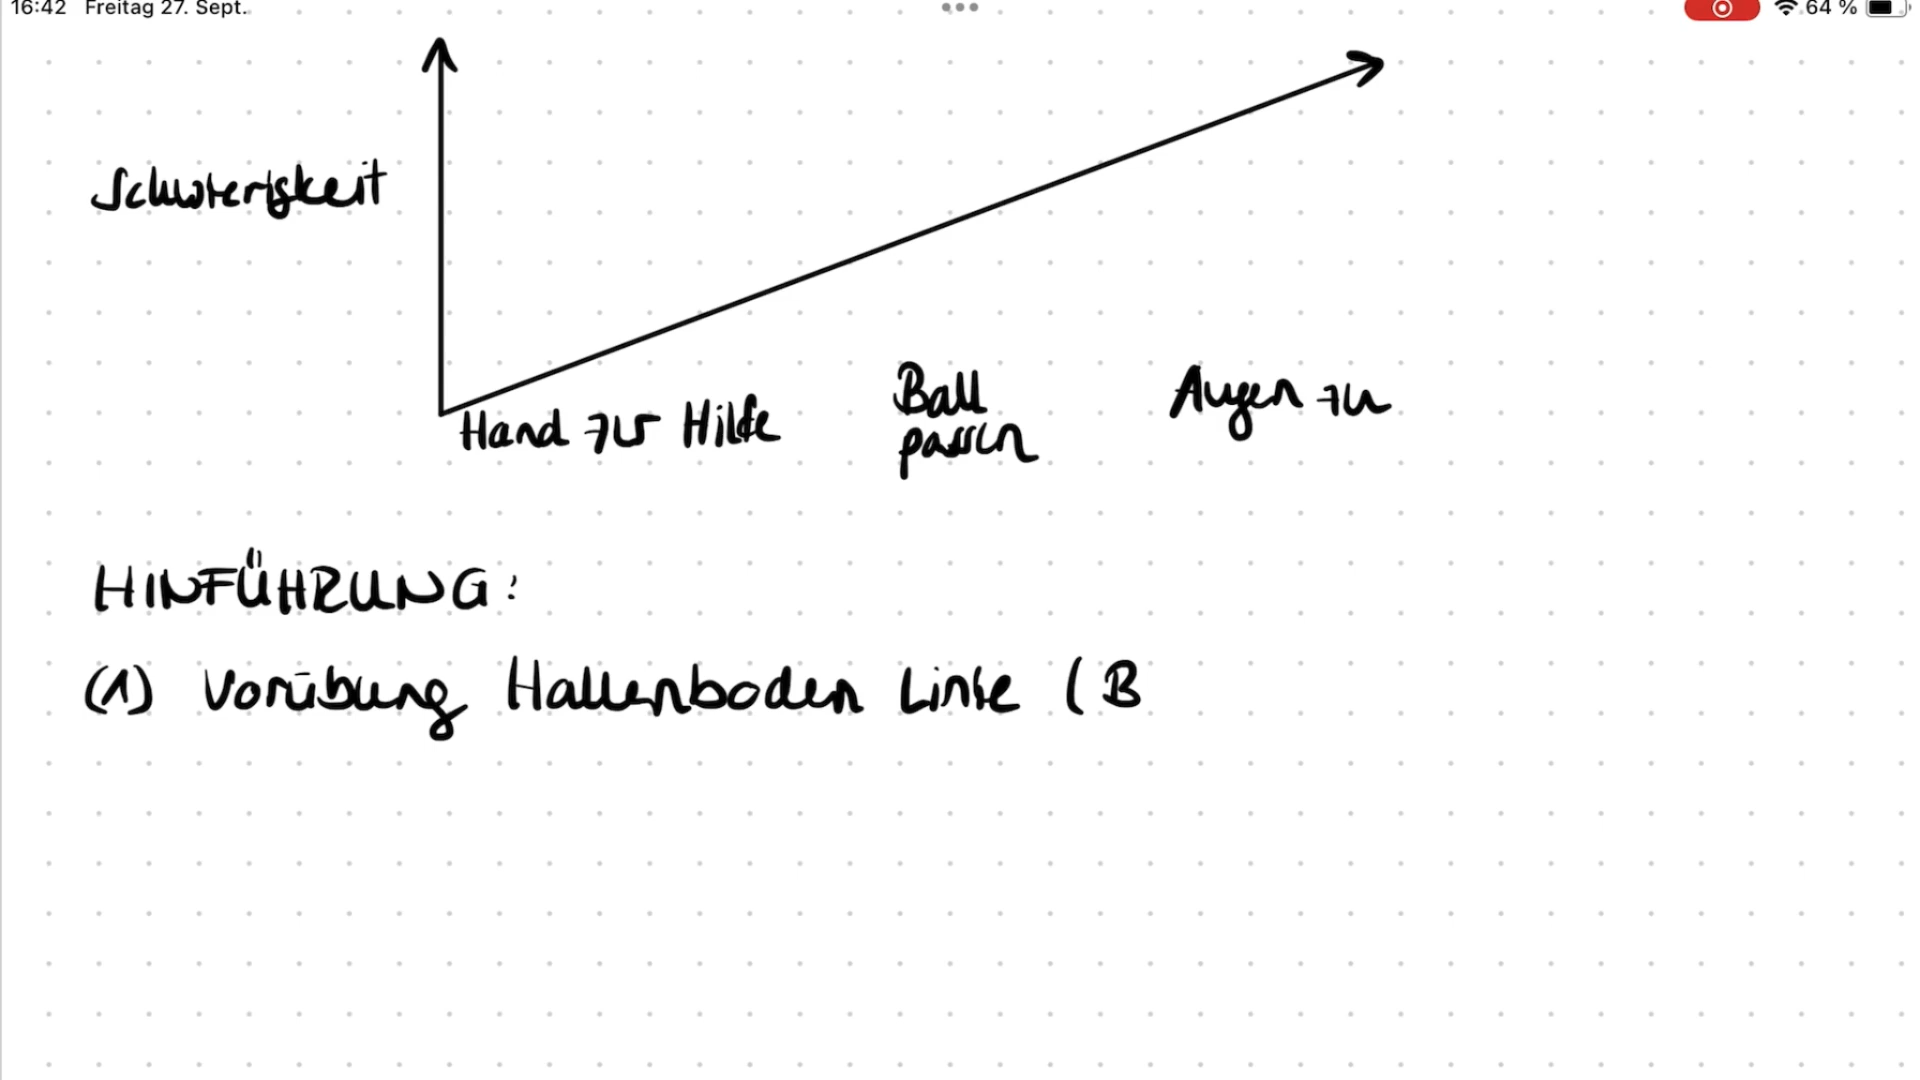 16:42 Freitag 27. Sept.
64 %
Schwierigkeit
Hand zur Hilfe
Ball
passen
Augen zu
HINFÜHRUNG:
(1) Vorübung Hallenboden Linie (B